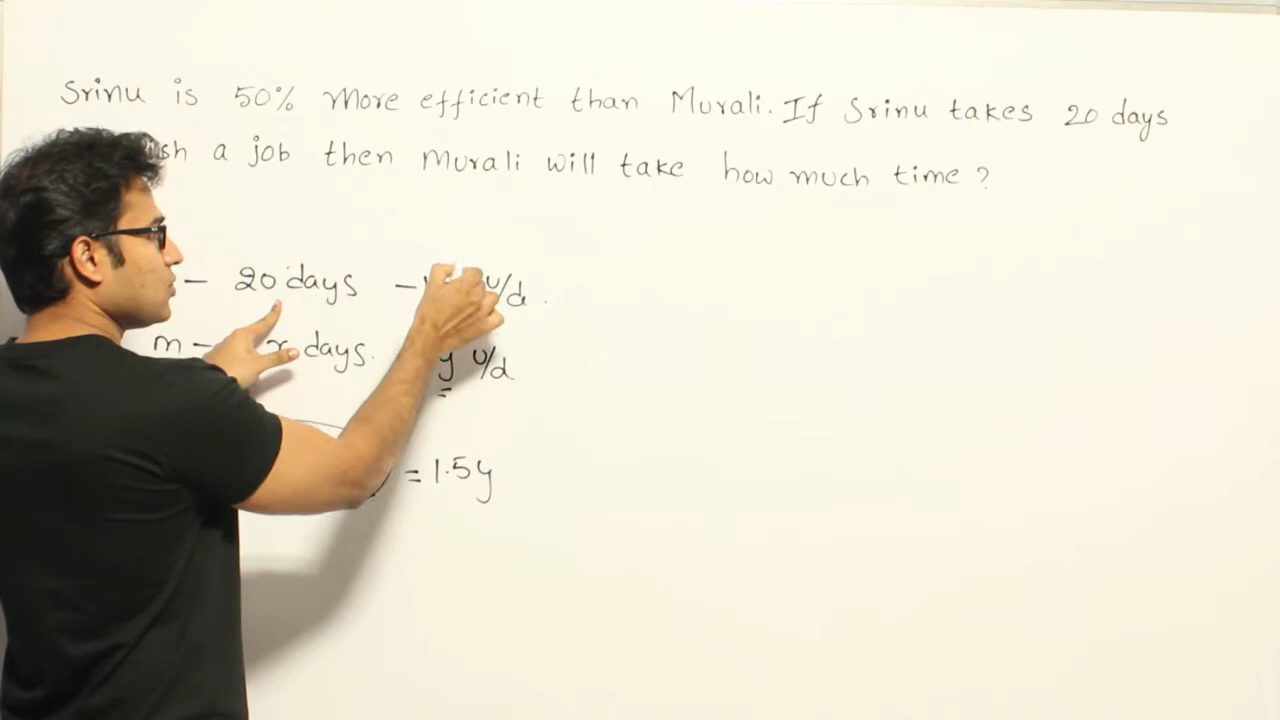 Srinu is 50% more efficient than Murali. If Srinu takes 20 days
a job then Murali will take how much time?
– 20 days – u/d.
m – x days. y u/d
= 1.5y